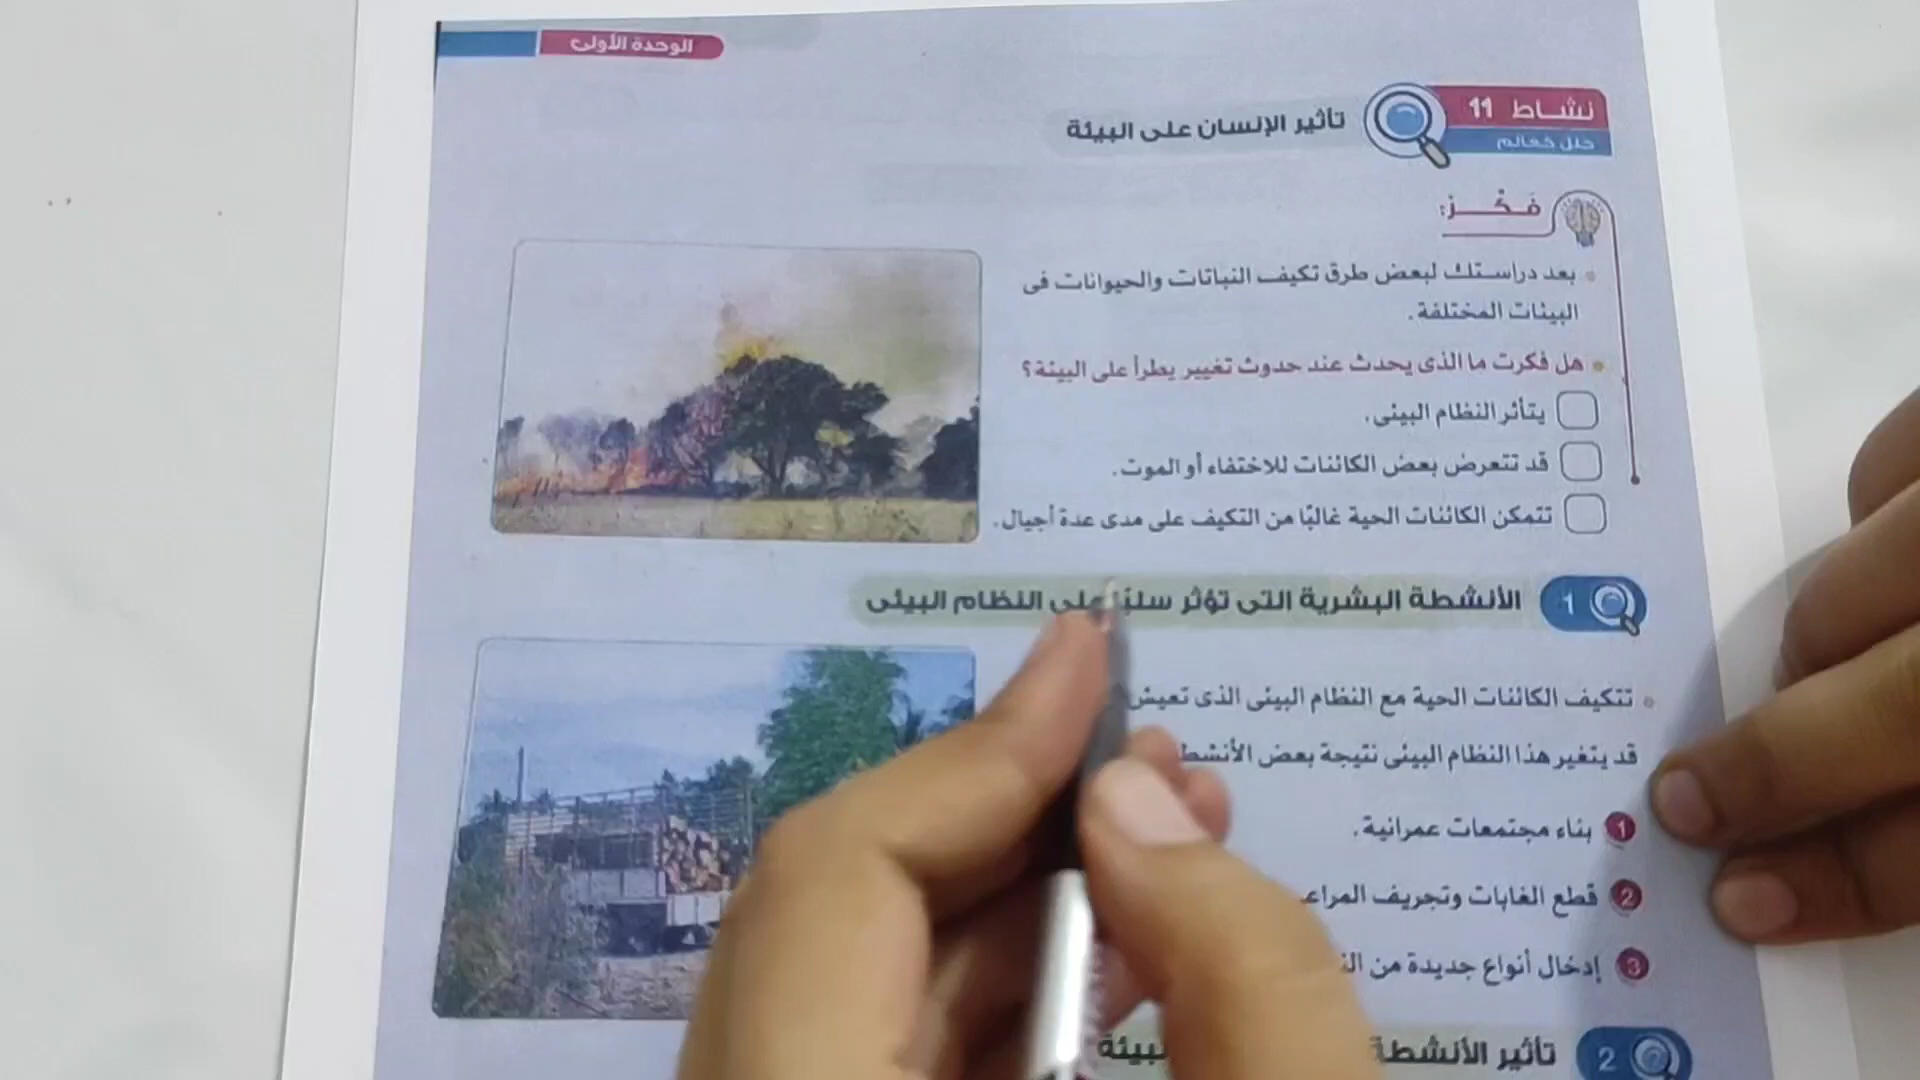 الوحدة الأولى
نشاط 11
حلل كعالم
تأثير الإنسان على البيئة
فكر:
بعد دراستك لبعض طرق تكيف النباتات والحيوانات فى
البيئات المختلفة.
هل فكرت ما الذى يحدث عند حدوث تغيير يطرأ على البيئة؟
يتأثر النظام البيئى.
قد تتعرض بعض الكائنات للاختفاء أو الموت.
تتمكن الكائنات الحية غالبًا من التكيف على مدى عدة أجيال.
1 الأنشطة البشرية التى تؤثر سلبًا على النظام البيئى
تتكيف الكائنات الحية مع النظام البيئى الذى تعيش
قد يتغير هذا النظام البيئى نتيجة بعض
1 بناء مجتمعات عمرانية.
2 قطع الغابات وتجريف
3 إدخال أنواع جديدة من
2 تأثير الأنشطة